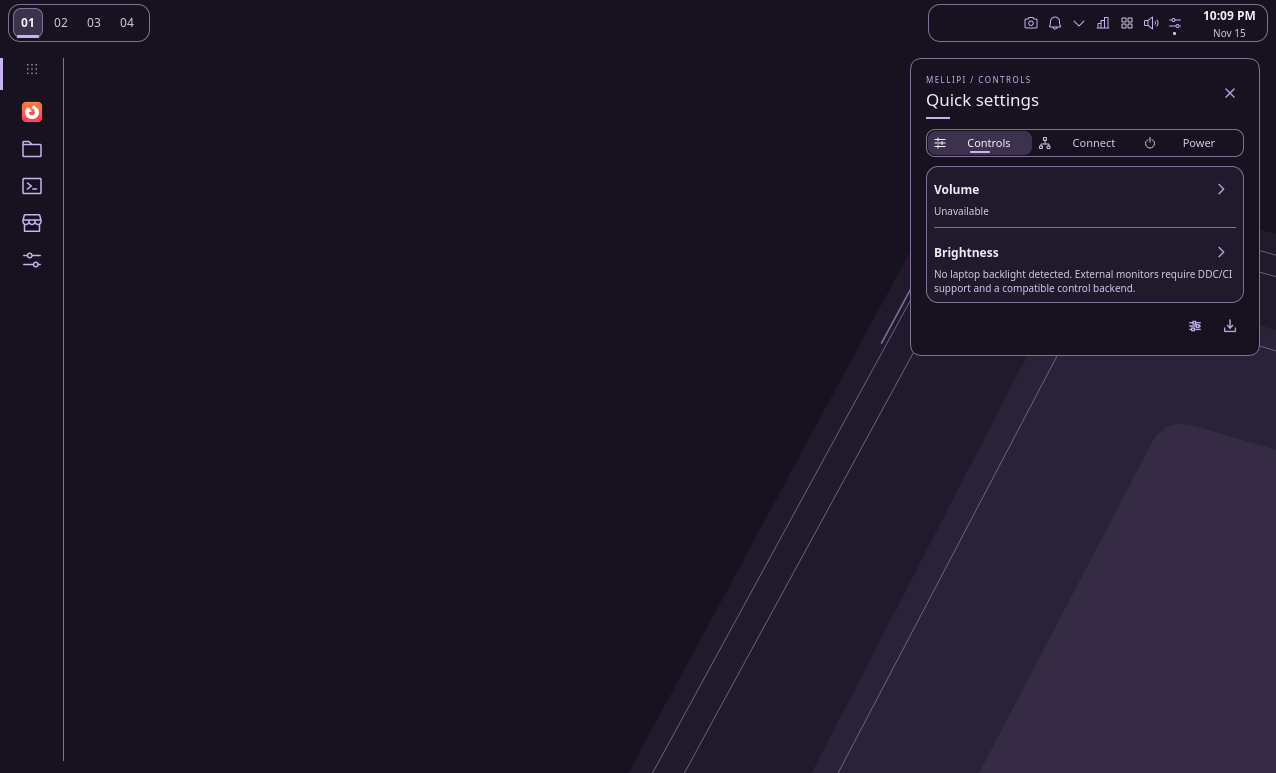 01 02 03 04
10:09 PM
Nov 15
MELLIPI / CONTROLS
Quick settings
Controls Connect Power
Volume
Unavailable
Brightness
No laptop backlight detected. External monitors require DDC/CI
support and a compatible control backend.